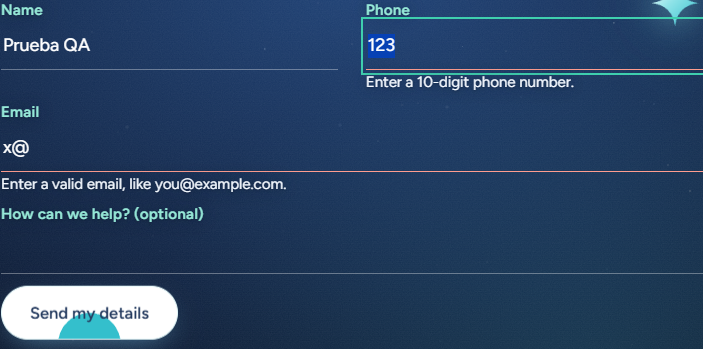 Name
Phone
Prueba QA
123
Enter a 10-digit phone number.
Email
x@
Enter a valid email, like you@example.com.
How can we help? (optional)
Send my details